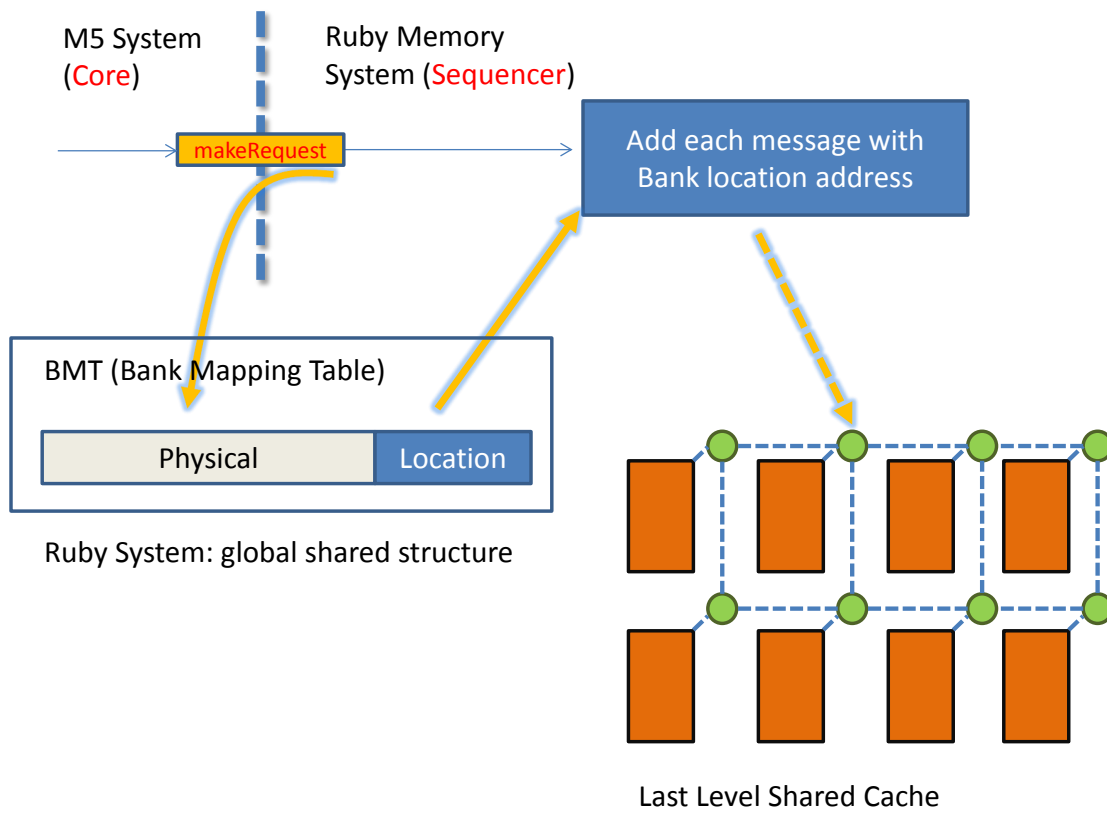 M5 System
(Core)
Ruby Memory
System (Sequencer)
makeRequest
Add each message with
Bank location address
BMT (Bank Mapping Table)
Physical
Location
Ruby System: global shared structure
Last Level Shared Cache